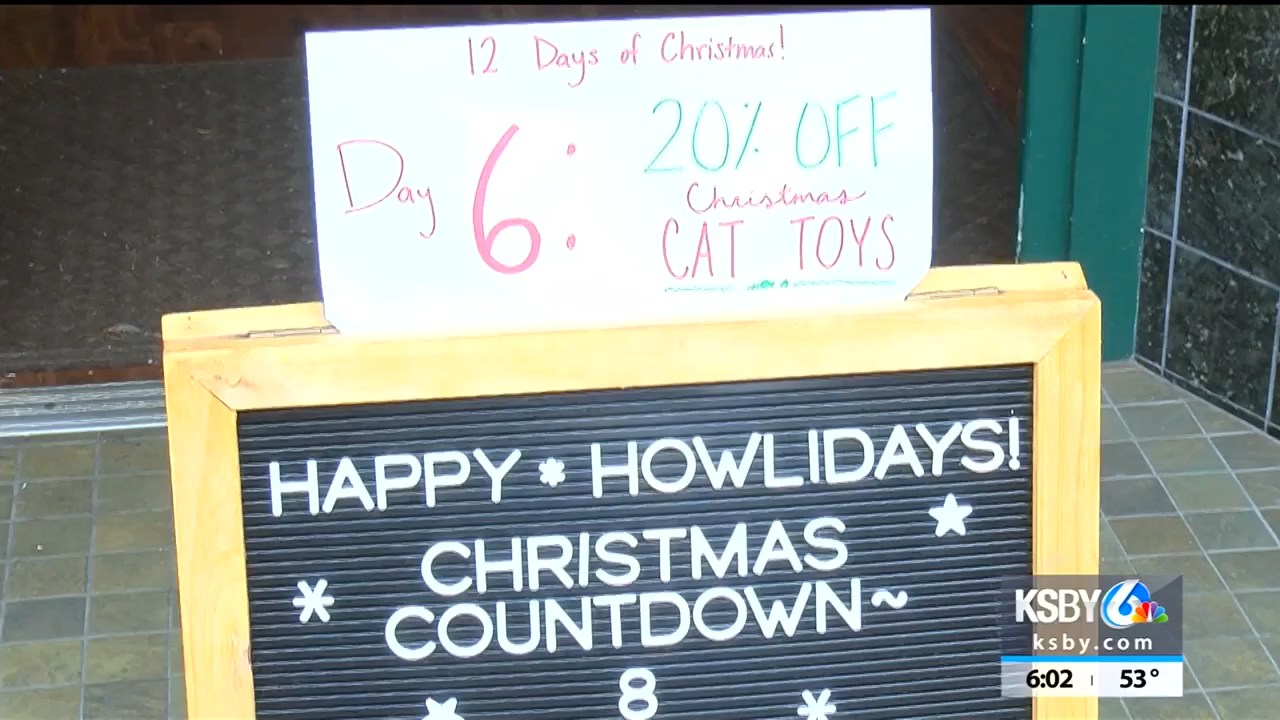 12 Days of Christmas!
Day 6:
20% OFF
Christmas
CAT TOYS
HAPPY * HOWLIDAYS!
CHRISTMAS
COUNTDOWN~
8
KSBY 6
ksby.com
6:02 53°